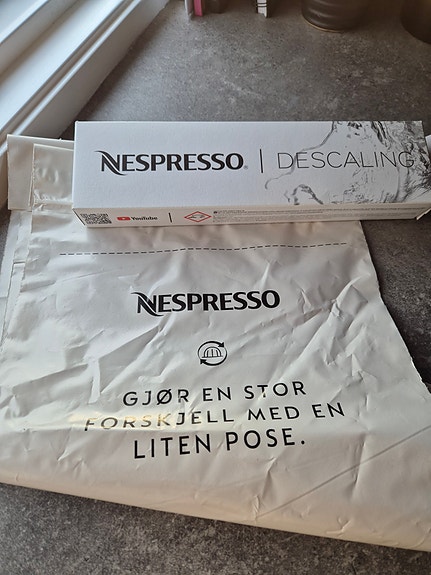 NESPRESSO® | DESCALING
YouTube
NESPRESSO
GJØR EN STOR
FORSKJELL MED EN
LITEN POSE.